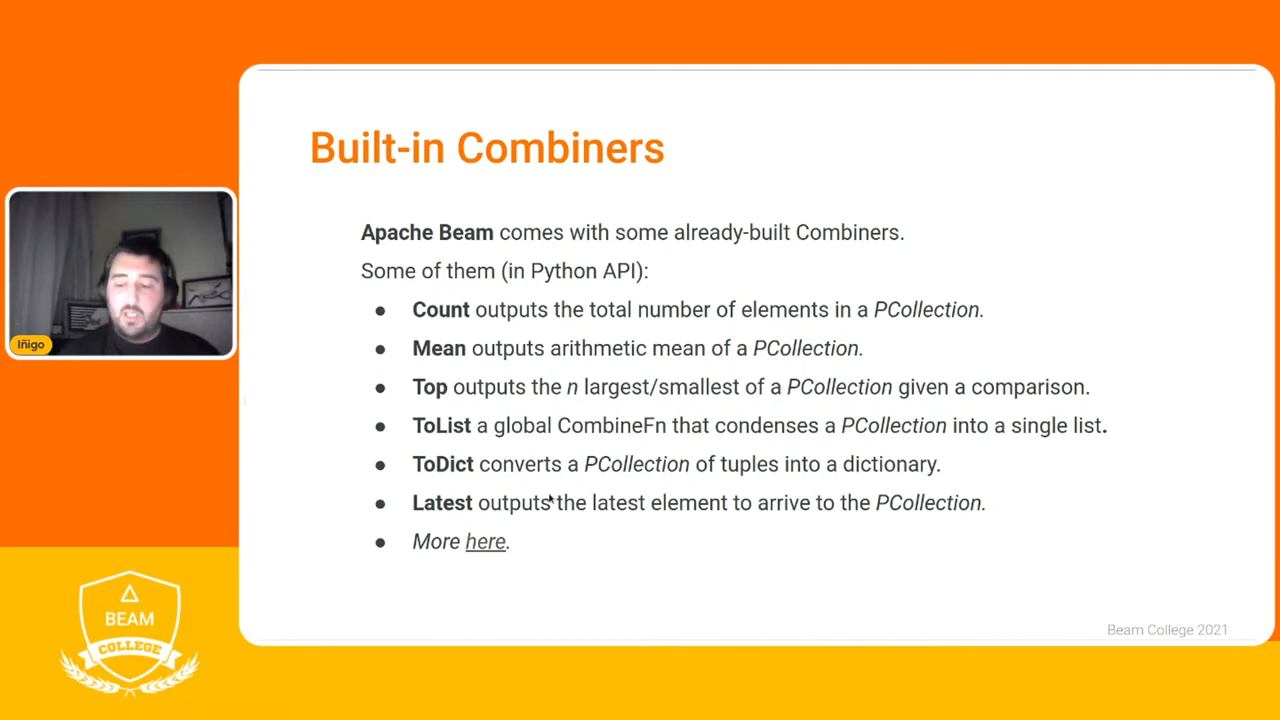 Built-in Combiners
Apache Beam comes with some already-built Combiners.
Some of them (in Python API):
● Count outputs the total number of elements in a PCollection.
● Mean outputs arithmetic mean of a PCollection.
● Top outputs the n largest/smallest of a PCollection given a comparison.
● ToList a global CombineFn that condenses a PCollection into a single list.
● ToDict converts a PCollection of tuples into a dictionary.
● Latest outputs the latest element to arrive to the PCollection.
● More here.
Iñigo
BEAM
COLLEGE
Beam College 2021